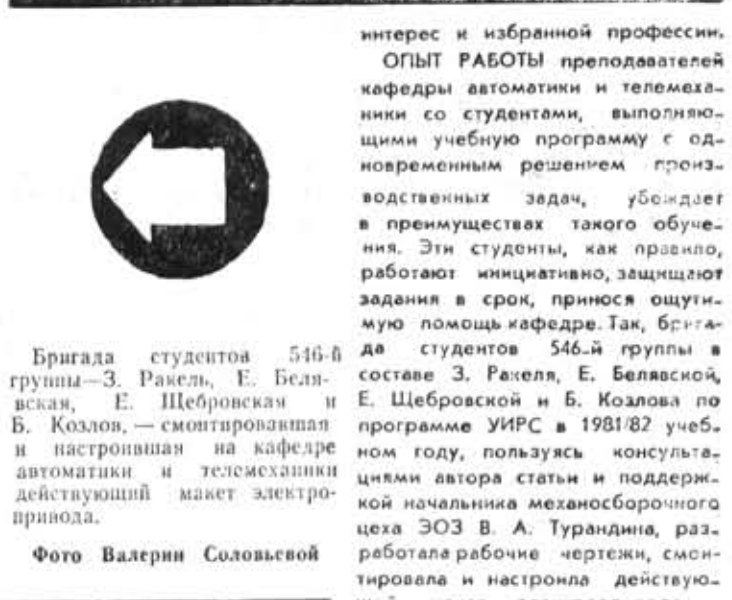 Бригада студентов 546-й
группы—З. Ракель, Е. Беля-
вская, Е. Щебровская и
Б. Козлов, — смонтировавшая
и настроившая на кафедре
автоматики и телемеханики
действующий макет электро-
привода.
Фото Валерии Соловьевой
интерес к избранной профессии.
ОПЫТ РАБОТЫ преподавателей
кафедры автоматики и телемеха-
ники со студентами, выполняю-
щими учебную программу с од-
новременным решением произ-
водственных задач, убеждает
в преимуществах такого обуче-
ния. Эти студенты, как правило,
работают инициативно, защищают
задания в срок, принося ощути-
мую помощь кафедре. Так, брига-
да студентов 546-й группы в
составе З. Ракеля, Е. Белявской,
Е. Щебровской и Б. Козлова по
программе УИРС в 1981/82 учеб-
ном году, пользуясь консульта-
циями автора статьи и поддерж-
кой начальника механосборочного
цеха ЭОЗ В. А. Турандина, раз-
работала рабочие чертежи, смон-
тировала и настроила действую-